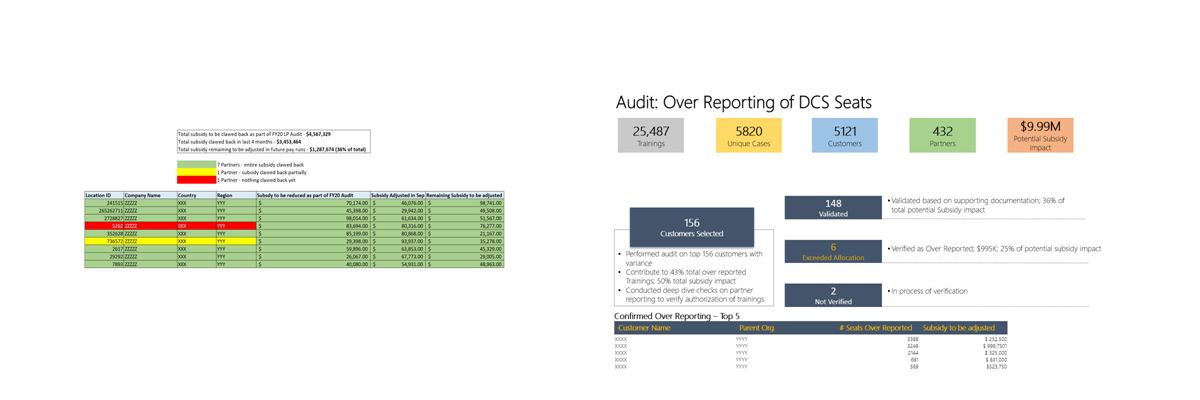 Total subsidy to be clawed back as part of FY20 LP Audit - $4,567,329
Total subsidy clawed back in last 4 months - $3,453,464
Total subsidy remaining to be adjusted in future pay runs - $1,287,674 (36% of total)
7 Partners - entire subsidy clawed back
1 Partner - subsidy clawed back partially
1 Partner - nothing clawed back yet
Location ID Company Name Country Region Subsdy to be reduced as part of FY20 Audit Subsidy Adjusted in Sep Remaining Subsidy to be adjusted
241515 ZZZZZ XXX YYY $ 70,174.00 $ 46,076.00 $ 98,741.00
265262711 ZZZZZ XXX YYY $ 45,398.00 $ 29,942.00 $ 49,508.00
2728827 ZZZZZ XXX YYY $ 98,014.00 $ 61,634.00 $ 51,567.00
5262 ZZZZZ XXX YYY $ 83,694.00 $ 80,316.00 $ 76,277.00
352628 ZZZZZ XXX YYY $ 85,199.00 $ 80,868.00 $ 21,167.00
736572 ZZZZZ XXX YYY $ 29,398.00 $ 93,937.00 $ 35,278.00
2617 ZZZZZ XXX YYY $ 59,896.00 $ 53,853.00 $ 45,329.00
29292 ZZZZZ XXX YYY $ 26,067.00 $ 67,773.00 $ 29,005.00
7893 ZZZZZ XXX YYY $ 40,080.00 $ 54,931.00 $ 48,963.00
Audit: Over Reporting of DCS Seats
25,487
Trainings
5820
Unique Cases
5121
Customers
432
Partners
$9.99M
Potential Subsidy
Impact
156
Customers Selected
• Performed audit on top 156 customers with
variance
• Contribute to 43% total over reported
Trainings; 50% total subsidy impact
• Conducted deep dive checks on partner
reporting to verify authorization of trainings
148
Validated
• Validated based on supporting documentation; 36% of
total potential Subsidy impact
6
Exceeded Allocation
• Verified as Over Reported; $995K; 25% of potential subsidy impact
2
Not Verified
• In process of verification
Confirmed Over Reporting – Top 5
Customer Name Parent Org # Seats Over Reported Subsidy to be adjusted
XXXX YYYY 3388 $ 252,500
XXXX YYYY 3249 $ 998,7501
XXXX YYYY 2144 $ 325,000
XXXX YYYY 681 $ 831,000
XXXX YYYY 589 $523,750